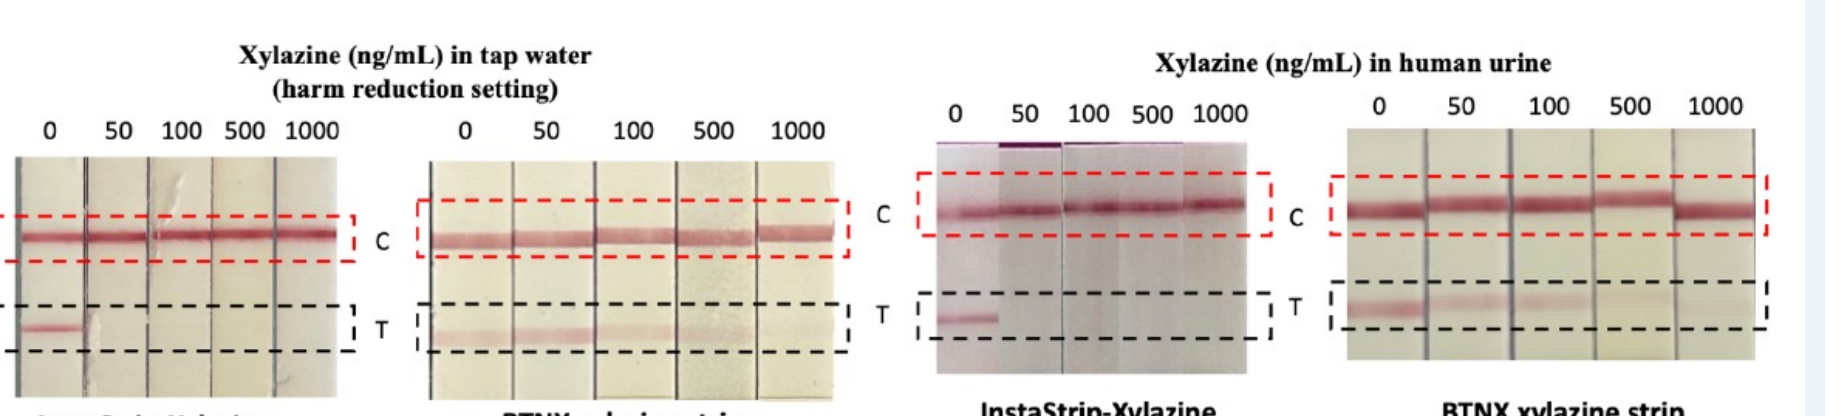 Xylazine (ng/mL) in tap water
(harm reduction setting)
0 50 100 500 1000
0 50 100 500 1000
C
T
Xylazine (ng/mL) in human urine
0 50 100 500 1000
0 50 100 500 1000
C
C
T
T
InstaStrip-Xylazine
BTNX xylazine strip